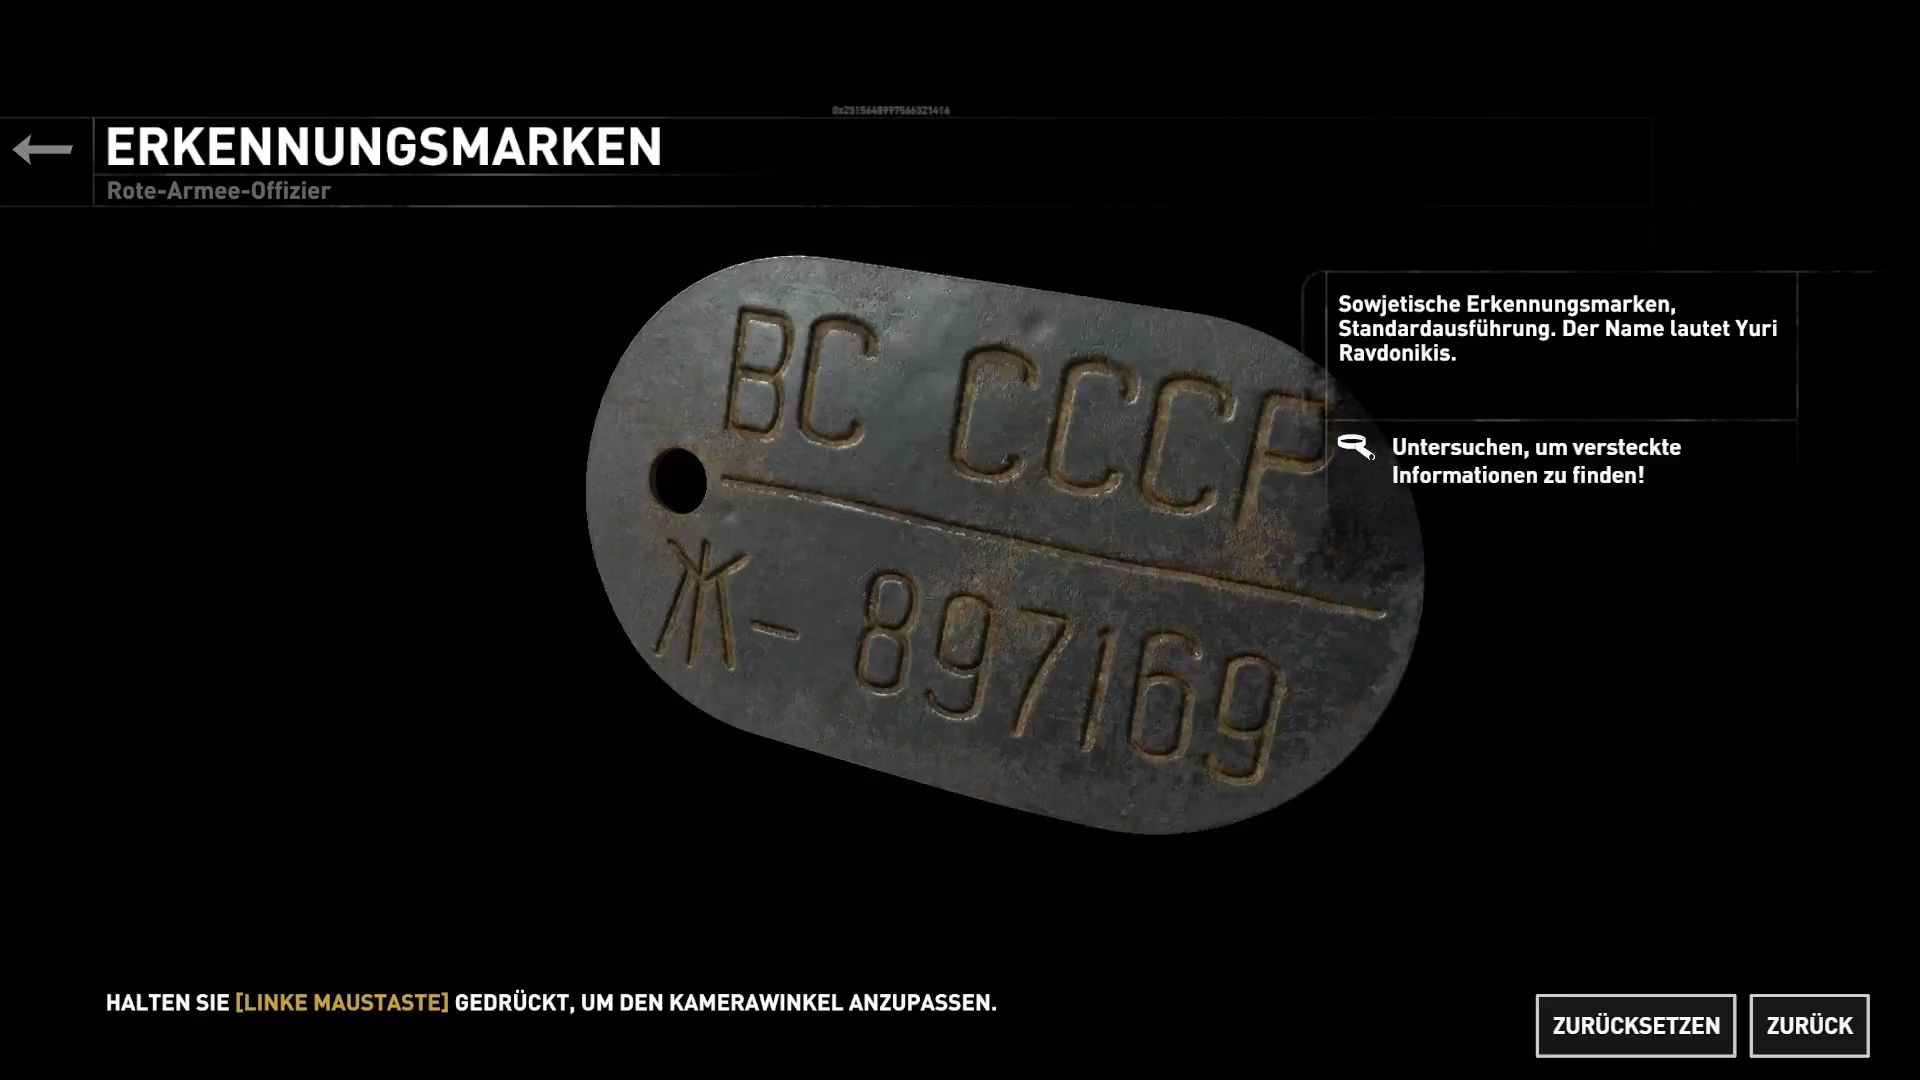 0x2315648997566321416
ERKENNUNGSMARKEN
Rote-Armee-Offizier
ВС СССР
Ж- 897169
Sowjetische Erkennungsmarken,
Standardausführung. Der Name lautet Yuri
Ravdonikis.
Untersuchen, um versteckte
Informationen zu finden!
HALTEN SIE [LINKE MAUSTASTE] GEDRÜCKT, UM DEN KAMERAWINKEL ANZUPASSEN.
ZURÜCKSETZEN
ZURÜCK